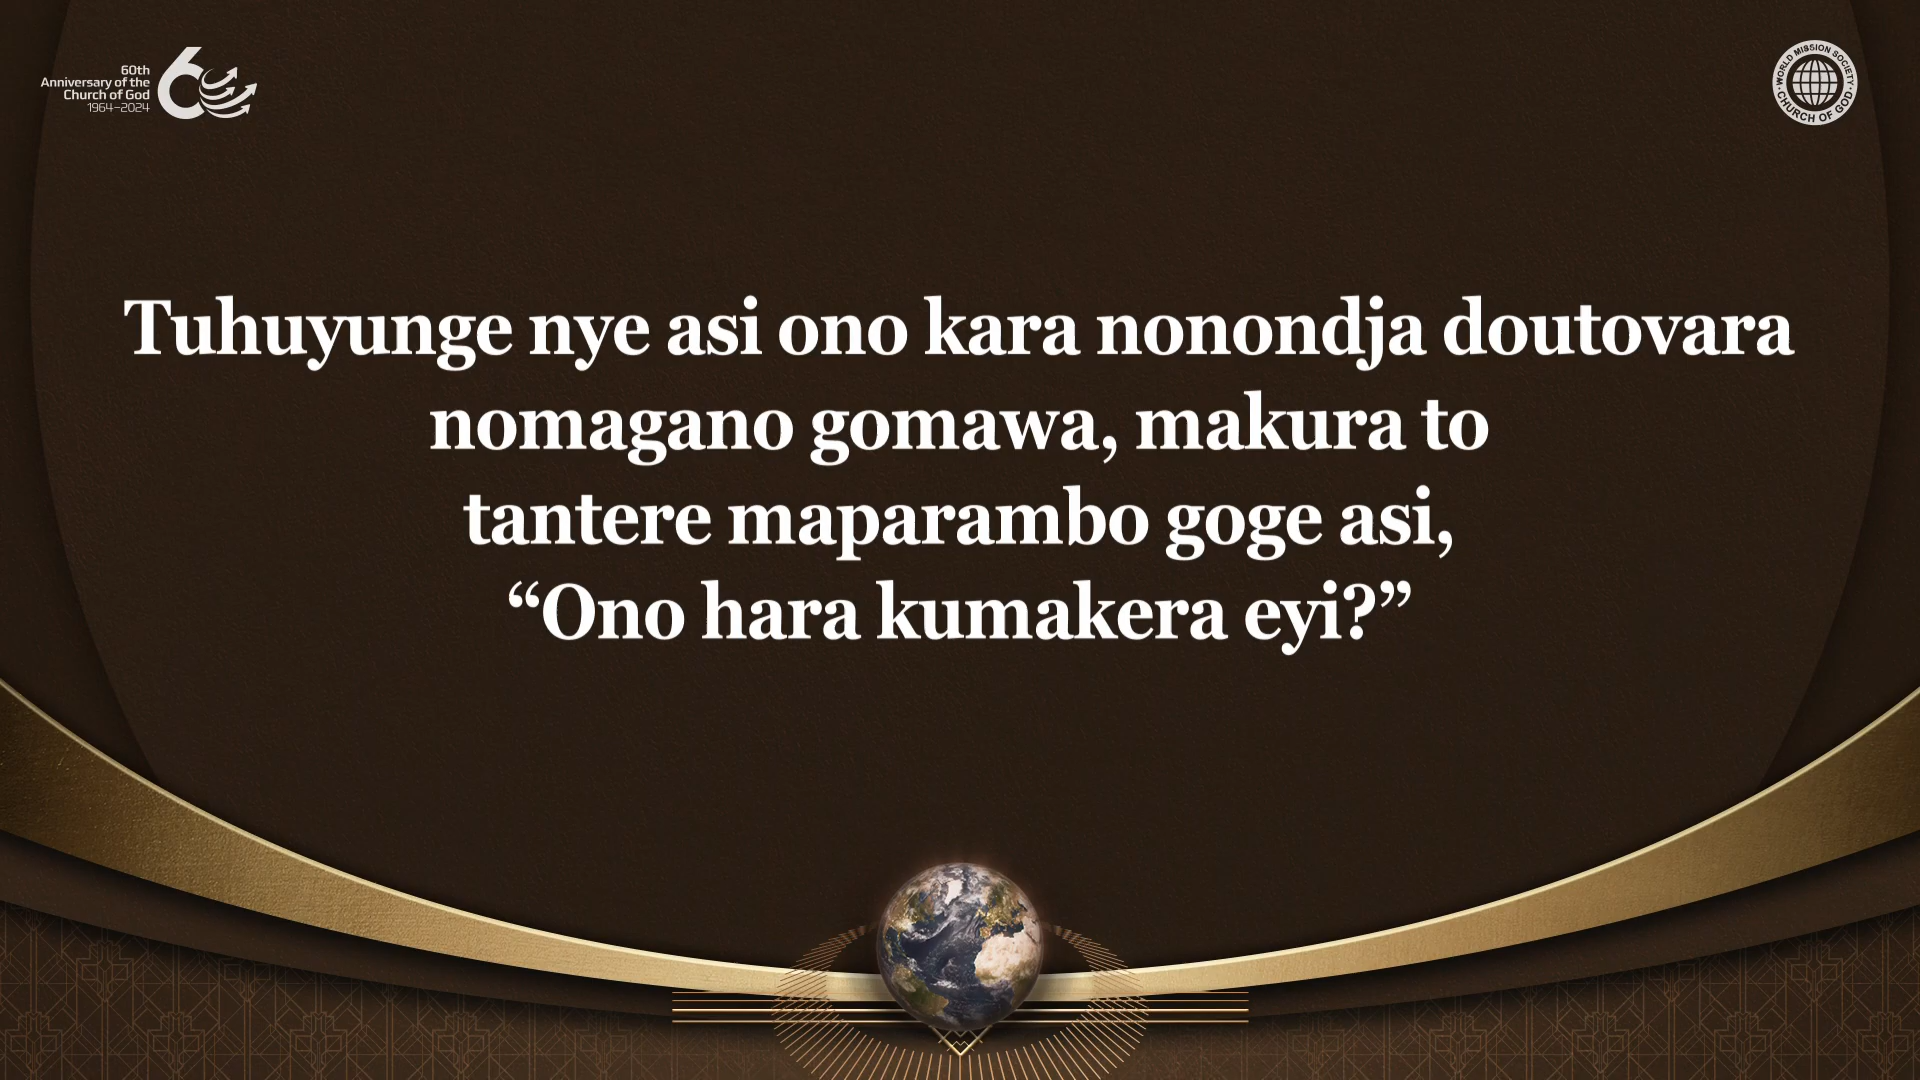 60th
Anniversary of the
Church of God
1964–2024
60
WORLD MISSION SOCIETY
CHURCH OF GOD
Tuhuyunge nye asi ono kara nonondja doutovara
nomagano gomawa, makura to
tantere maparambo goge asi,
“Ono hara kumakera eyi?”